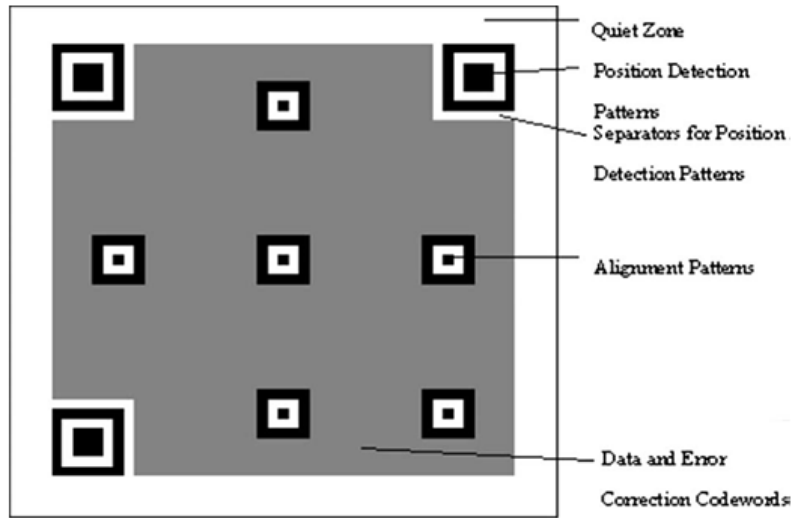 Quiet Zone
Position Detection
Patterns
Separators for Position
Detection Patterns
Alignment Patterns
Data and Error
Correction Codewords